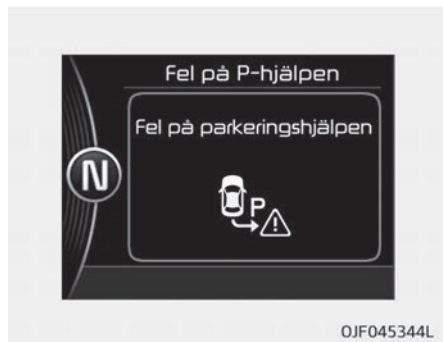 Fel på P-hjälpen
Fel på parkeringshjälpen
N
P
OJF045344L